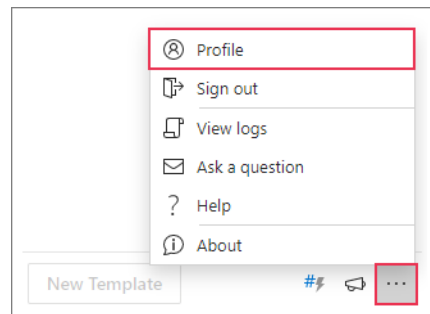 Profile
Sign out
View logs
Ask a question
? Help
About
New Template #⚡ ...